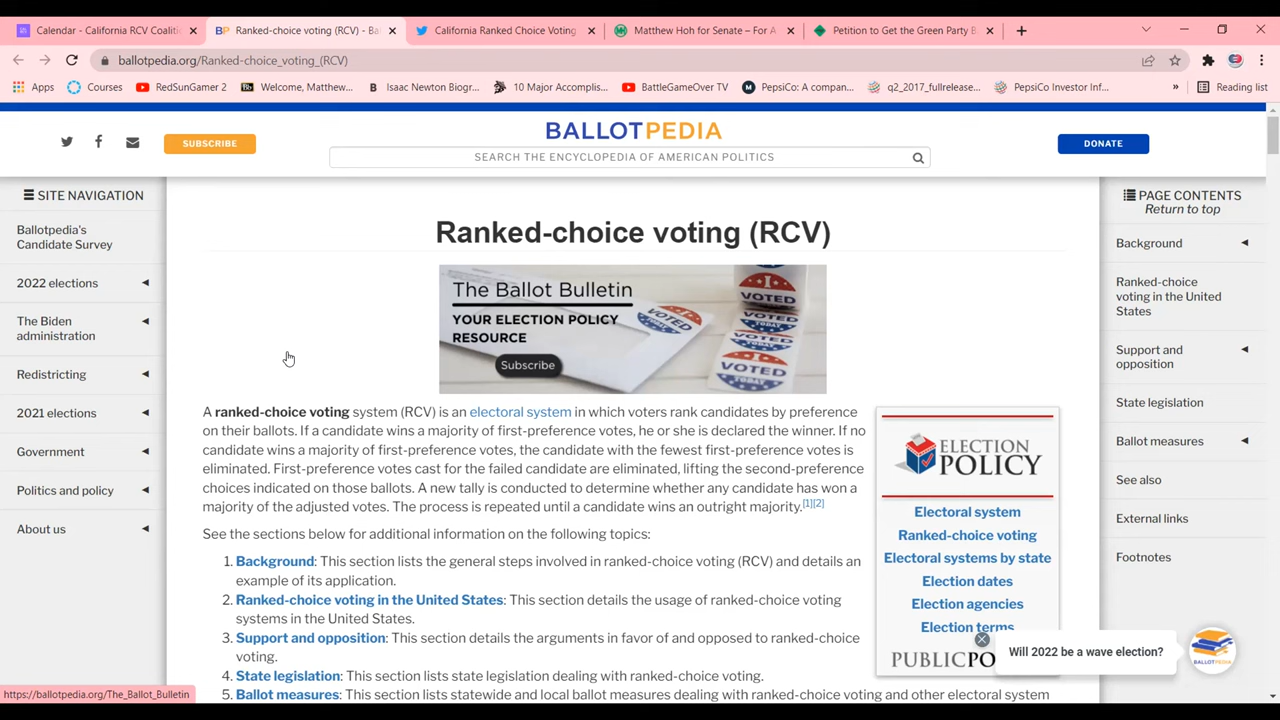 Calendar - California RCV Coaliti
Ranked-choice voting (RCV) - Ba
California Ranked Choice Voting
Matthew Hoh for Senate – For A
Petition to Get the Green Party B
ballotpedia.org/Ranked-choice_voting_(RCV)
Apps
Courses
RedSunGamer 2
Welcome, Matthew...
Isaac Newton Biogr...
10 Major Accomplis...
BattleGameOver TV
PepsiCo: A compan...
q2_2017_fullrelease...
PepsiCo Investor Inf...
»
Reading list
SUBSCRIBE
BALLOTPEDIA
SEARCH THE ENCYCLOPEDIA OF AMERICAN POLITICS
DONATE
SITE NAVIGATION
Ballotpedia's
Candidate Survey
2022 elections
The Biden
administration
Redistricting
2021 elections
Government
Politics and policy
About us
Ranked-choice voting (RCV)
The Ballot Bulletin
YOUR ELECTION POLICY
RESOURCE
Subscribe
I
VOTED
VOTED
TODAY
VOTED
TODAY
A ranked-choice voting system (RCV) is an electoral system in which voters rank candidates by preference
on their ballots. If a candidate wins a majority of first-preference votes, he or she is declared the winner. If no
candidate wins a majority of first-preference votes, the candidate with the fewest first-preference votes is
eliminated. First-preference votes cast for the failed candidate are eliminated, lifting the second-preference
choices indicated on those ballots. A new tally is conducted to determine whether any candidate has won a
majority of the adjusted votes. The process is repeated until a candidate wins an outright majority.[1][2]
See the sections below for additional information on the following topics:
1. Background: This section lists the general steps involved in ranked-choice voting (RCV) and details an
example of its application.
2. Ranked-choice voting in the United States: This section details the usage of ranked-choice voting
systems in the United States.
3. Support and opposition: This section details the arguments in favor of and opposed to ranked-choice
voting.
4. State legislation: This section lists state legislation dealing with ranked-choice voting.
5. Ballot measures: This section lists statewide and local ballot measures dealing with ranked-choice voting and other electoral system
ELECTION
POLICY
Electoral system
Ranked-choice voting
Electoral systems by state
Election dates
Election agencies
Election terms
PUBLICPO
Will 2022 be a wave election?
BALLOTPEDIA
PAGE CONTENTS
Return to top
Background
Ranked-choice
voting in the United
States
Support and
opposition
State legislation
Ballot measures
See also
External links
Footnotes
https://ballotpedia.org/The_Ballot_Bulletin